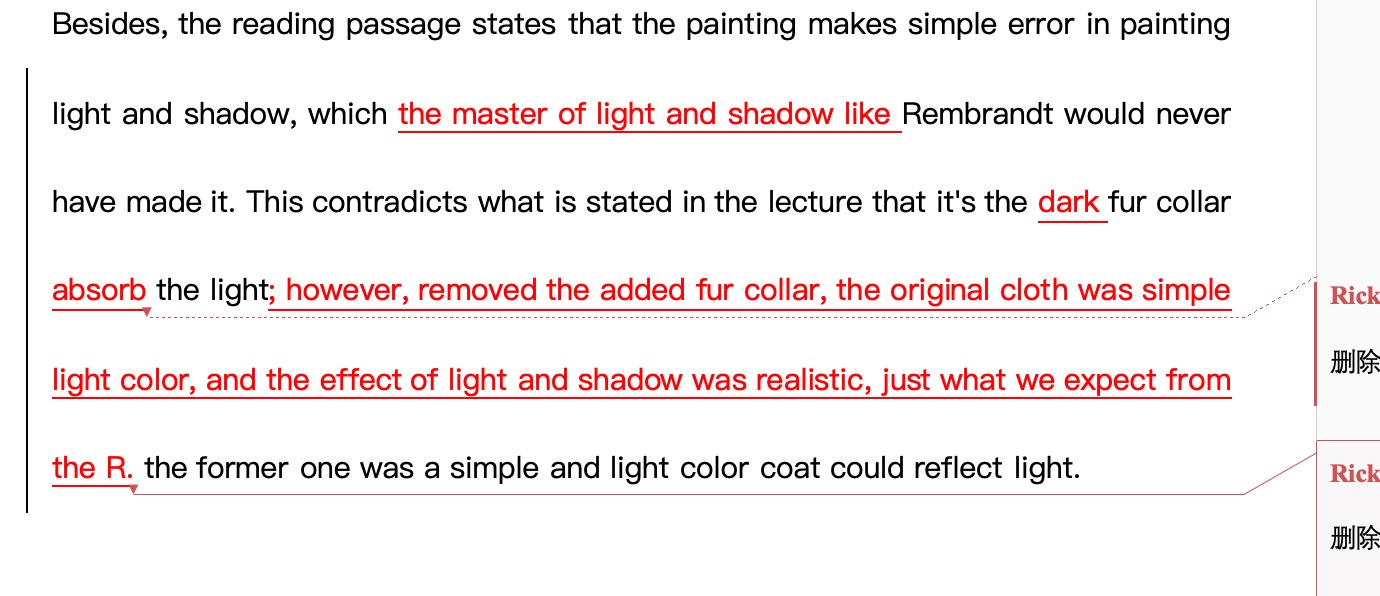 Besides, the reading passage states that the painting makes simple error in painting
light and shadow, which the master of light and shadow like Rembrandt would never
have made it. This contradicts what is stated in the lecture that it's the dark fur collar
absorb the light; however, removed the added fur collar, the original cloth was simple
Rick
删除
light color, and the effect of light and shadow was realistic, just what we expect from
the R. the former one was a simple and light color coat could reflect light.
Rick
删除